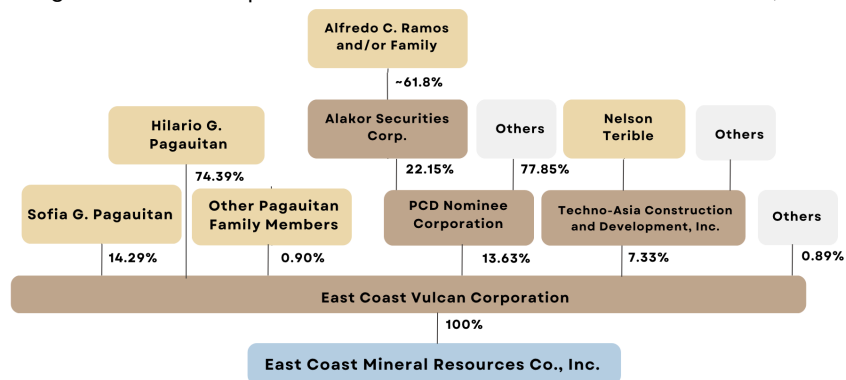 Alfredo C. Ramos
and/or Family
~61.8%
Hilario G.
Pagauitan
Alakor Securities
Corp.
Others
Nelson
Terible
Others
74.39%
22.15%
77.85%
Sofia G. Pagauitan
Other Pagauitan
Family Members
PCD Nominee
Corporation
Techno-Asia Construction
and Development, Inc.
Others
14.29%
0.90%
13.63%
7.33%
0.89%
East Coast Vulcan Corporation
100%
East Coast Mineral Resources Co., Inc.